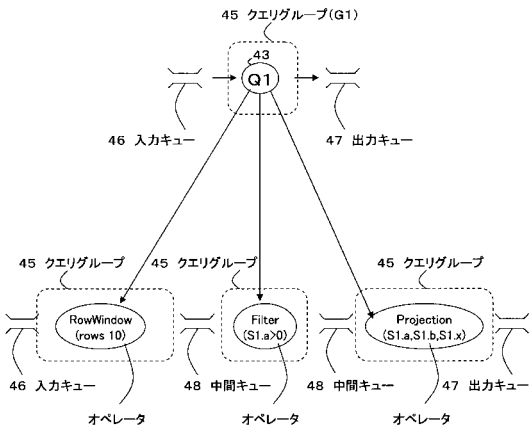 45 クエリグループ(G1)
43
Q1
46 入力キュー
47 出力キュー
45 クエリグループ
45 クエリグループ
45 クエリグループ
RowWindow
(rows 10)
Filter
(S1.a>0)
Projection
(S1.a,S1.b,S1.x)
46 入力キュー
48 中間キュー
48 中間キュー
47 出力キュー
オペレータ
オペレータ
オペレータ